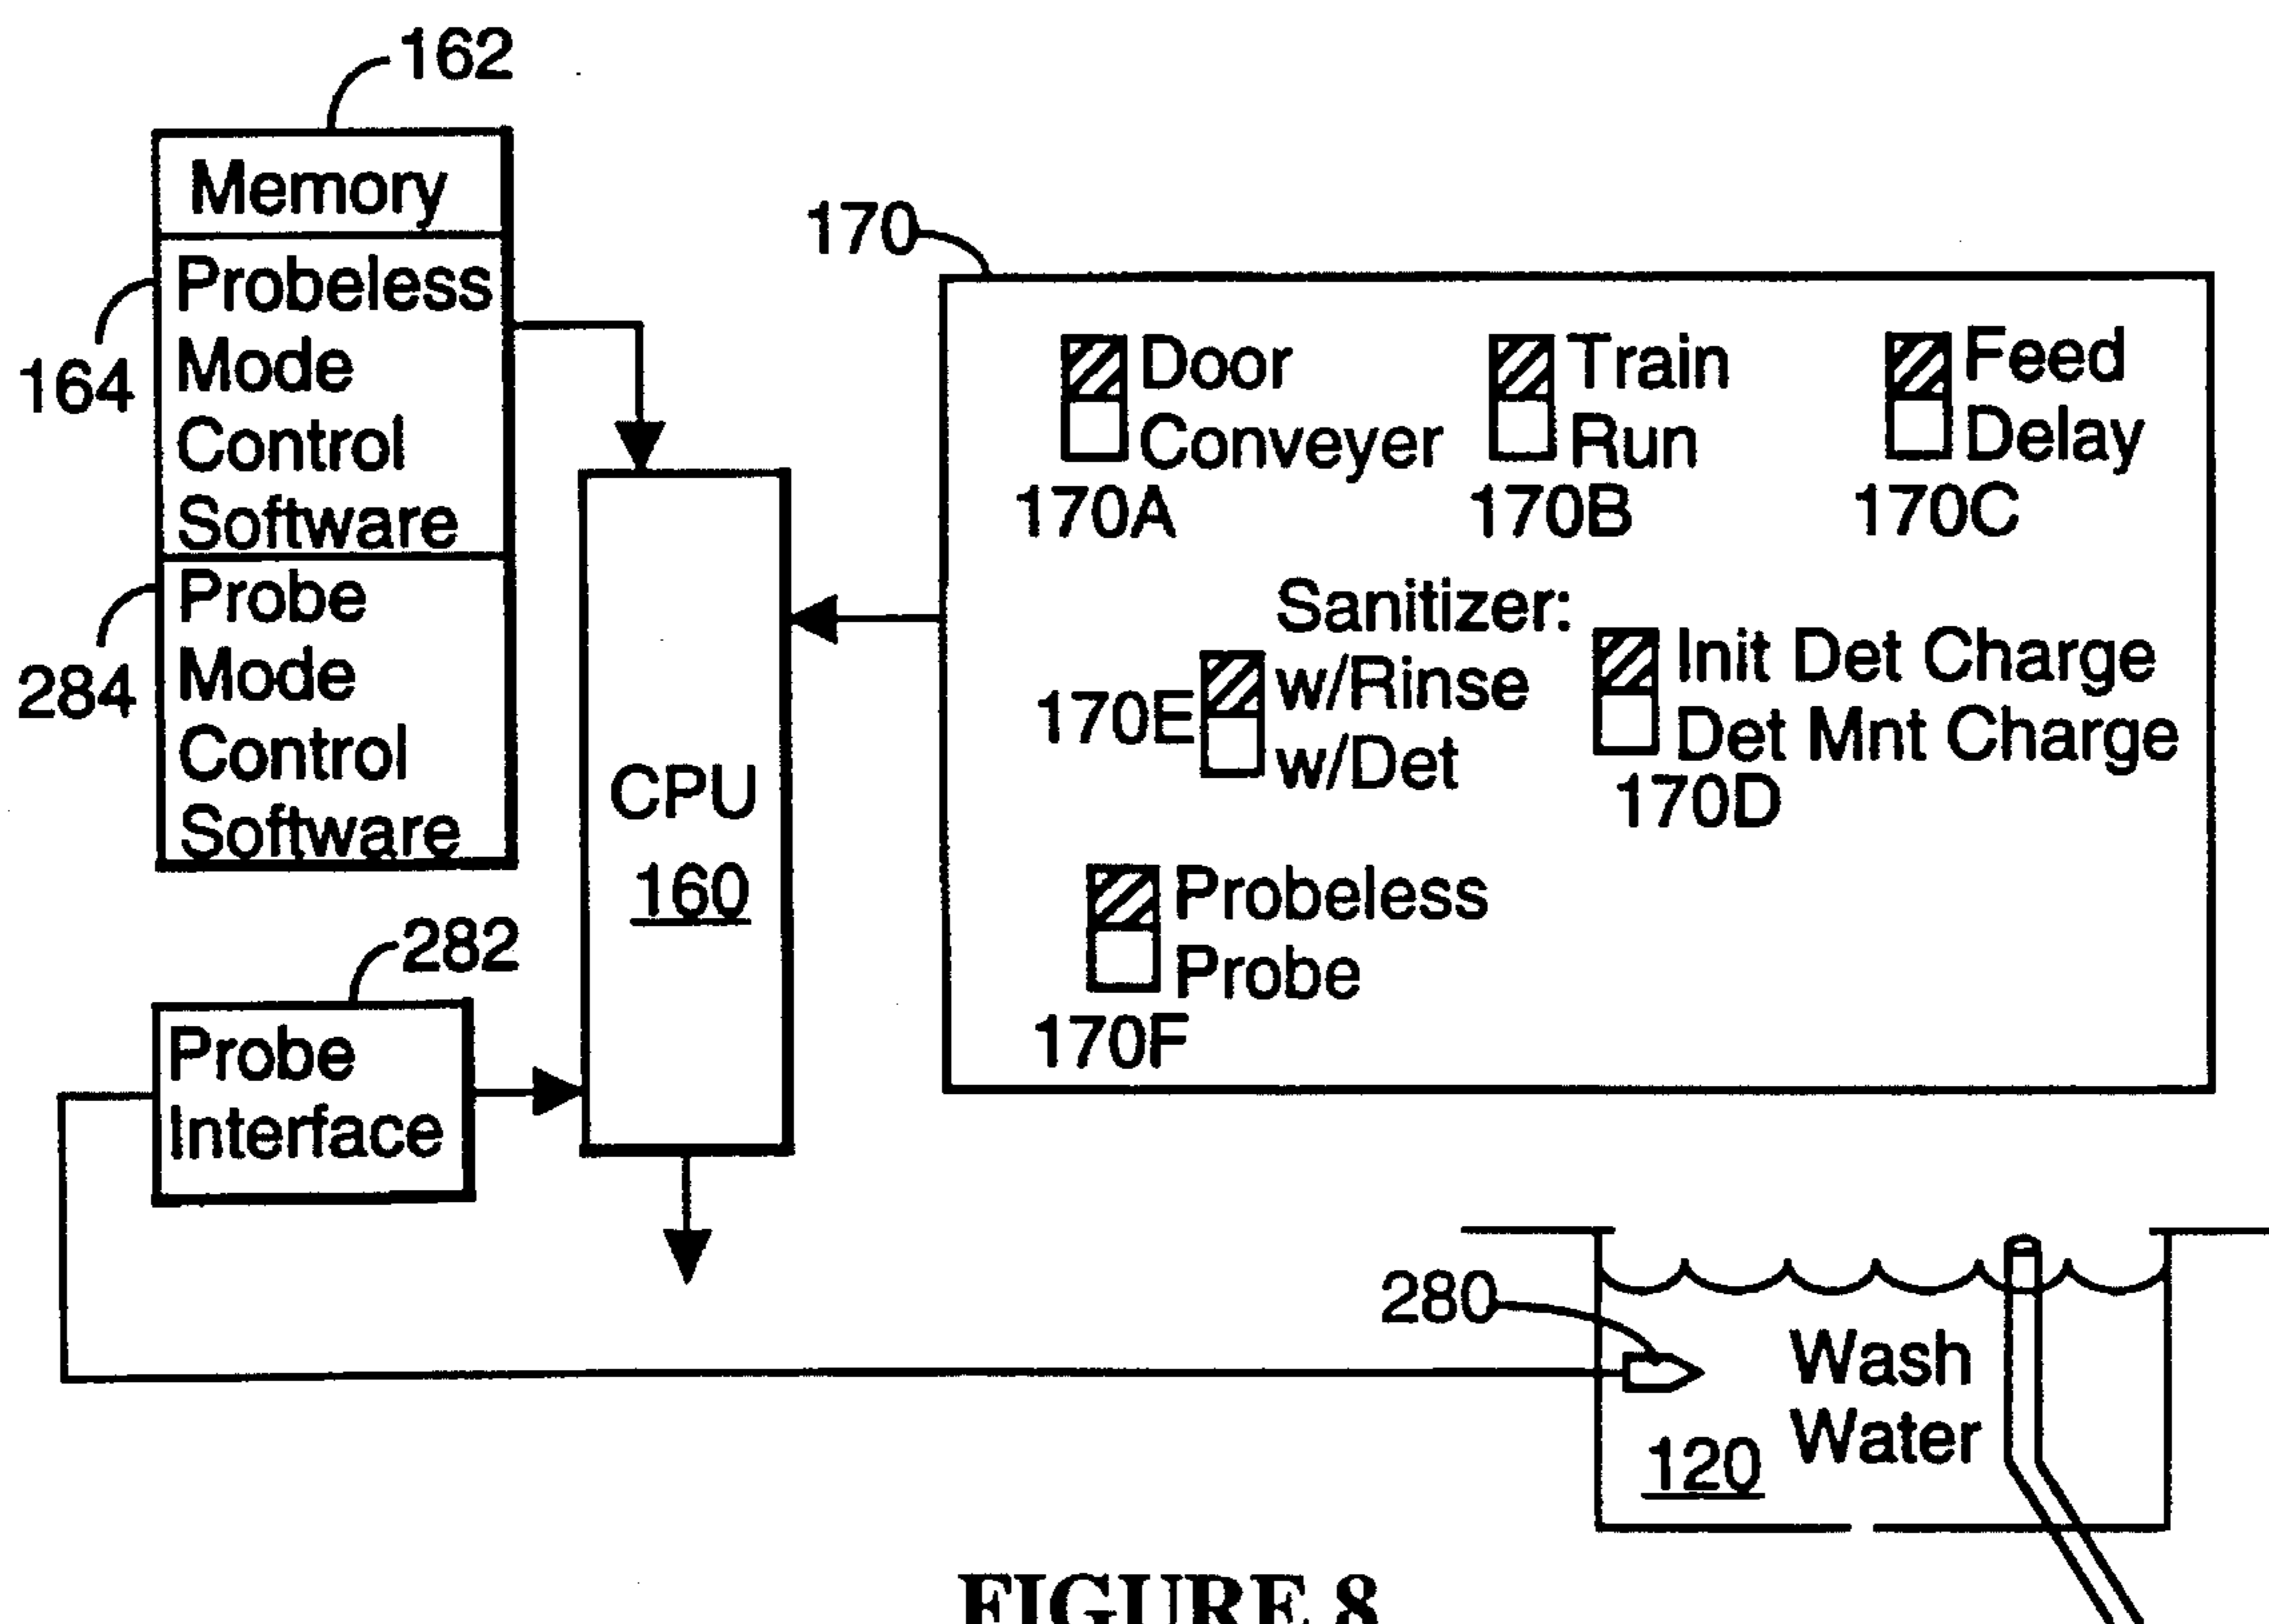 162
Memory
Probeless
Mode
Control
Software
164
Probe
Mode
Control
Software
284
170
Door
Conveyer
170A
Train
Run
170B
Feed
Delay
170C
Sanitizer:
w/Rinse
w/Det
170E
Init Det Charge
Det Mnt Charge
170D
Probeless
Probe
170F
CPU
160
282
Probe
Interface
280
Wash
Water
120
FIGURE 8